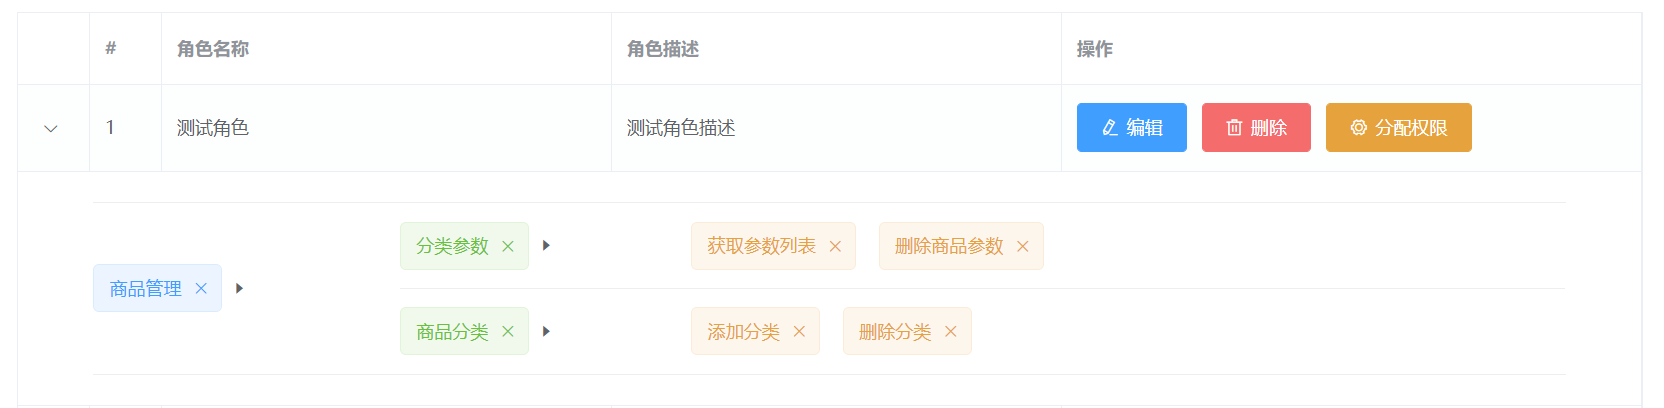 # 角色名称 角色描述 操作
1 测试角色 测试角色描述 编辑 删除 分配权限
分类参数 获取参数列表 删除商品参数
商品管理
商品分类 添加分类 删除分类